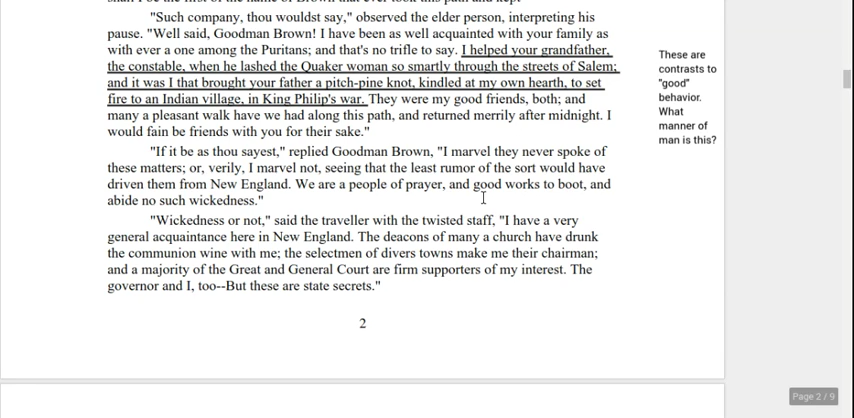 "Such company, thou wouldst say," observed the elder person, interpreting his
pause. "Well said, Goodman Brown! I have been as well acquainted with your family as
with ever a one among the Puritans; and that's no trifle to say. I helped your grandfather,
the constable, when he lashed the Quaker woman so smartly through the streets of Salem;
and it was I that brought your father a pitch-pine knot, kindled at my own hearth, to set
fire to an Indian village, in King Philip's war. They were my good friends, both; and
many a pleasant walk have we had along this path, and returned merrily after midnight. I
would fain be friends with you for their sake."
"If it be as thou sayest," replied Goodman Brown, "I marvel they never spoke of
these matters; or, verily, I marvel not, seeing that the least rumor of the sort would have
driven them from New England. We are a people of prayer, and good works to boot, and
abide no such wickedness."
"Wickedness or not," said the traveller with the twisted staff, "I have a very
general acquaintance here in New England. The deacons of many a church have drunk
the communion wine with me; the selectmen of divers towns make me their chairman;
and a majority of the Great and General Court are firm supporters of my interest. The
governor and I, too--But these are state secrets."
2
These are
contrasts to
"good"
behavior.
What
manner of
man is this?
Page 2 / 9